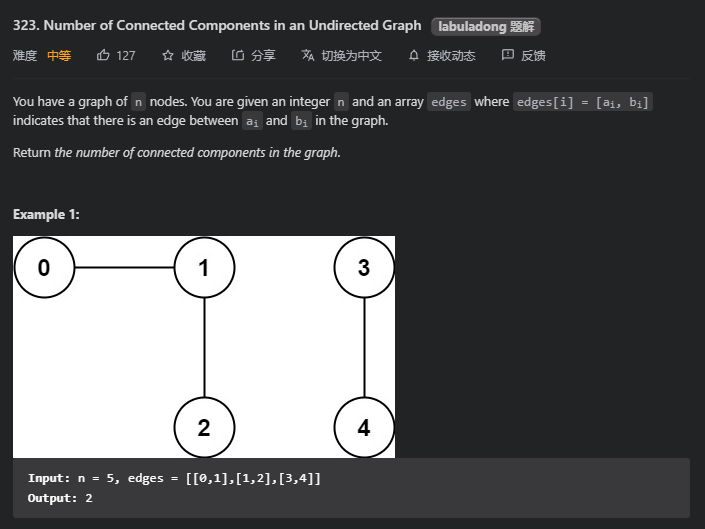 323. Number of Connected Components in an Undirected Graph labuladong 题解
难度 中等 127 收藏 分享 切换为中文 接收动态 反馈
You have a graph of n nodes. You are given an integer n and an array edges where edges[i] = [aᵢ, bᵢ]
indicates that there is an edge between aᵢ and bᵢ in the graph.
Return the number of connected components in the graph.
Example 1:
0 1 3
2 4
Input: n = 5, edges = [[0,1],[1,2],[3,4]]
Output: 2